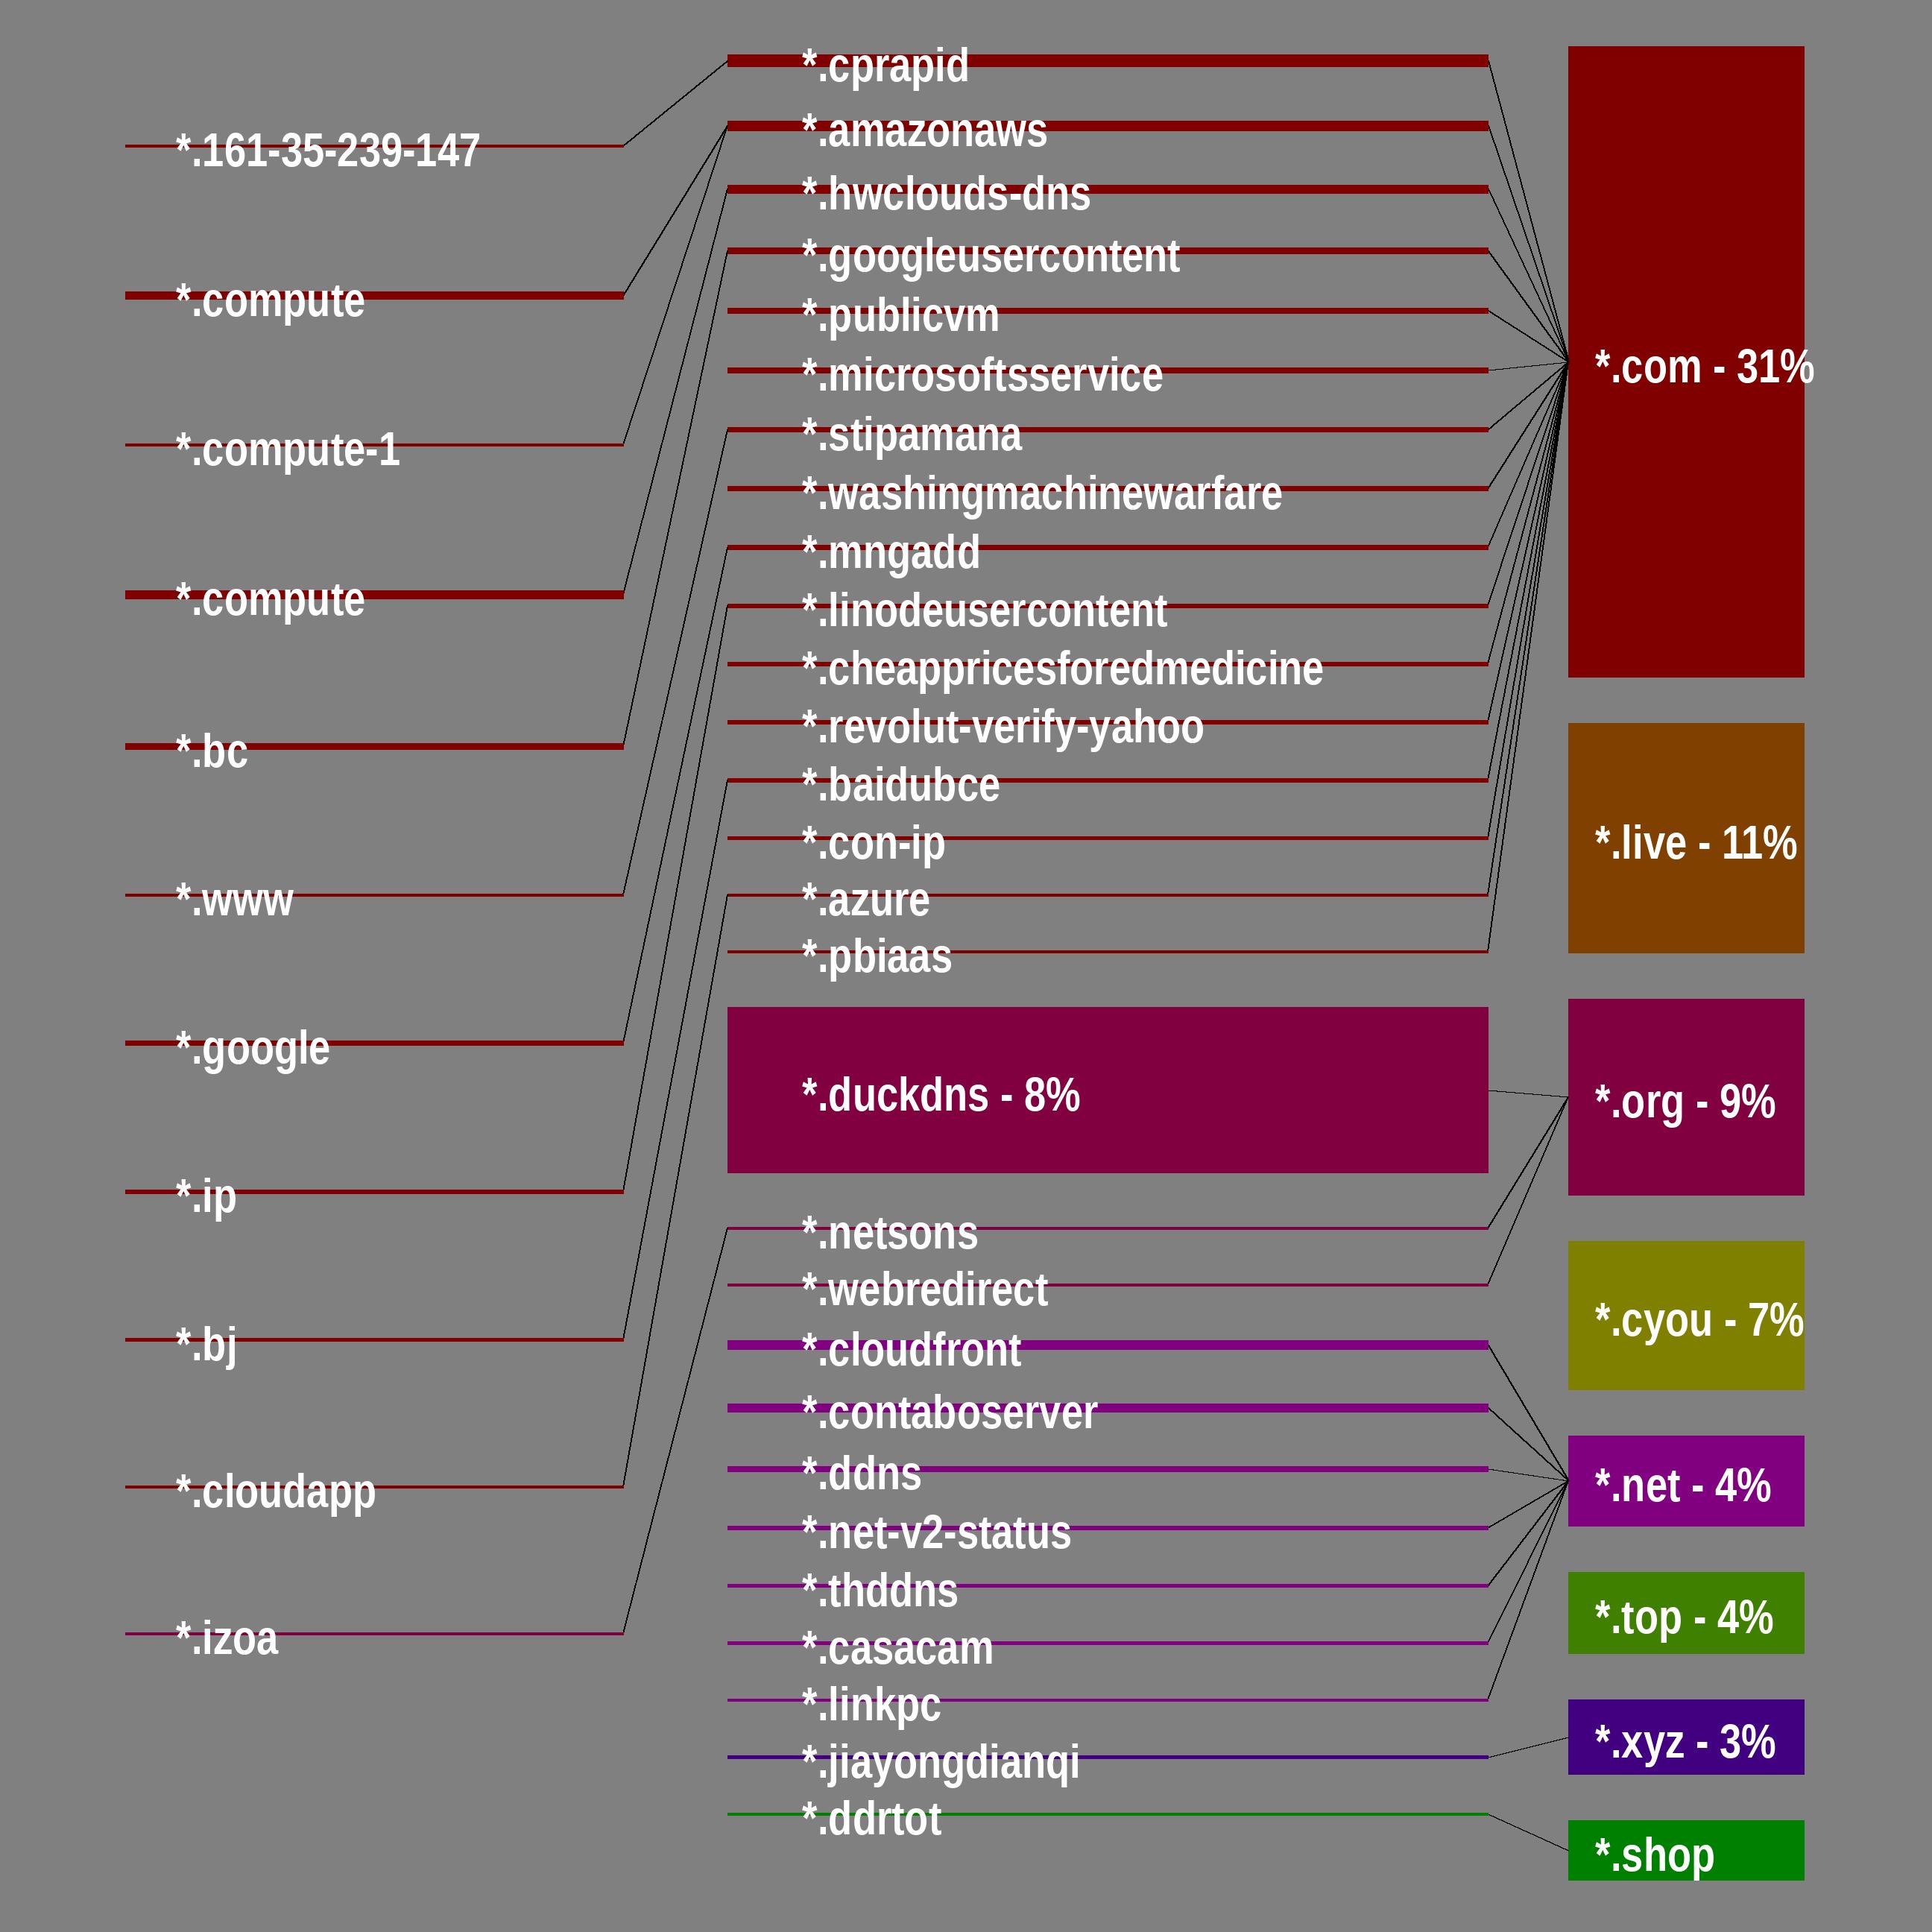 *.161-35-239-147
*.compute
*.compute-1
*.compute
*.bc
*.www
*.google
*.ip
*.bj
*.cloudapp
*.izoa
*.cprapid
*.amazonaws
*.hwclouds-dns
*.googleusercontent
*.publicvm
*.microsoftsservice
*.stipamana
*.washingmachinewarfare
*.mngadd
*.linodeusercontent
*.cheappricesforedmedicine
*.revolut-verify-yahoo
*.baidubce
*.con-ip
*.azure
*.pbiaas
*.duckdns - 8%
*.netsons
*.webredirect
*.cloudfront
*.contaboserver
*.ddns
*.net-v2-status
*.thddns
*.casacam
*.linkpc
*.jiayongdianqi
*.ddrtot
*.com - 31%
*.live - 11%
*.org - 9%
*.cyou - 7%
*.net - 4%
*.top - 4%
*.xyz - 3%
*.shop